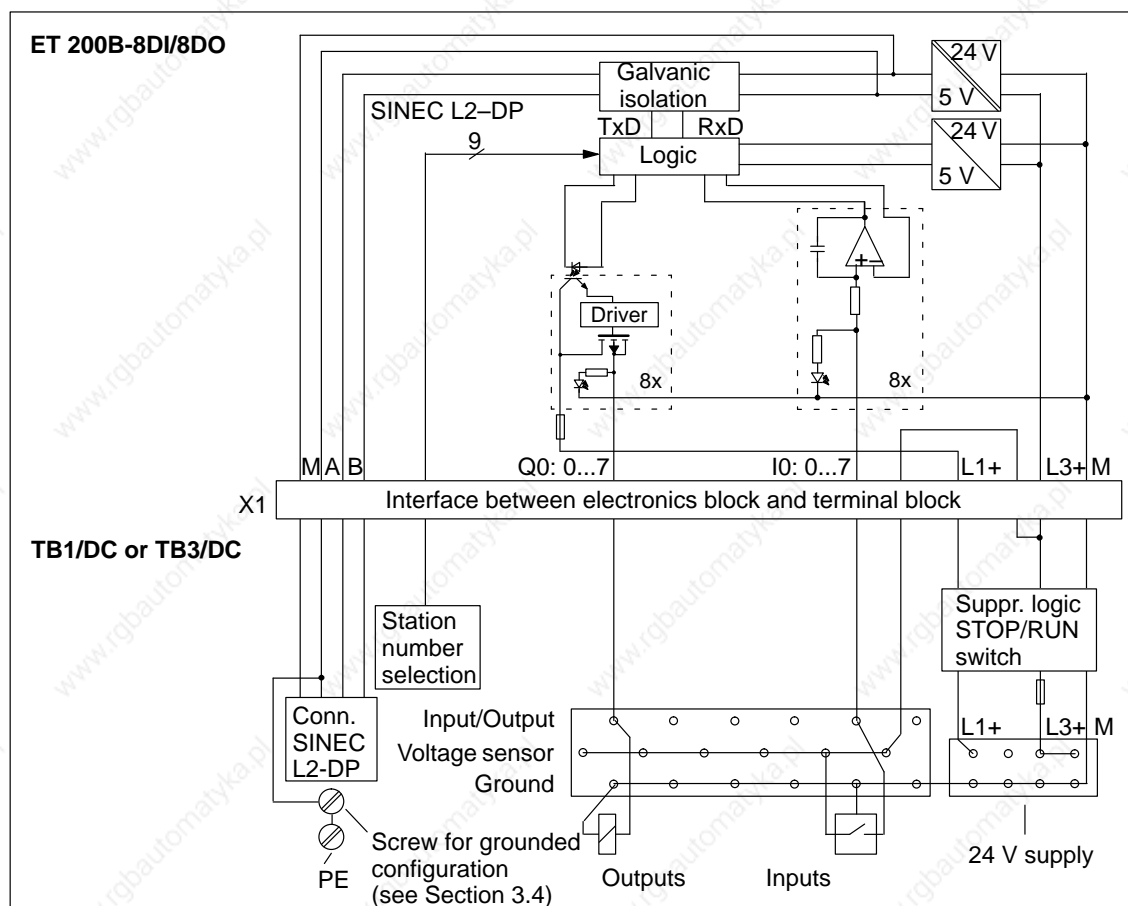 ET 200B-8DI/8DO
24 V
5 V
Galvanic
isolation
SINEC L2–DP
TxD RxD
9
Logic
24 V
5 V
+ –
Driver
8x
8x
M A B
Q0: 0...7
I0: 0...7
L1+
L3+ M
X1
Interface between electronics block and terminal block
TB1/DC or TB3/DC
Station
number
selection
Suppr. logic
STOP/RUN
switch
Conn.
SINEC
L2-DP
Input/Output
Voltage sensor
Ground
L1+
L3+ M
PE
Screw for grounded
configuration
(see Section 3.4)
Outputs
Inputs
24 V supply
www.rgbautomatyka.pl